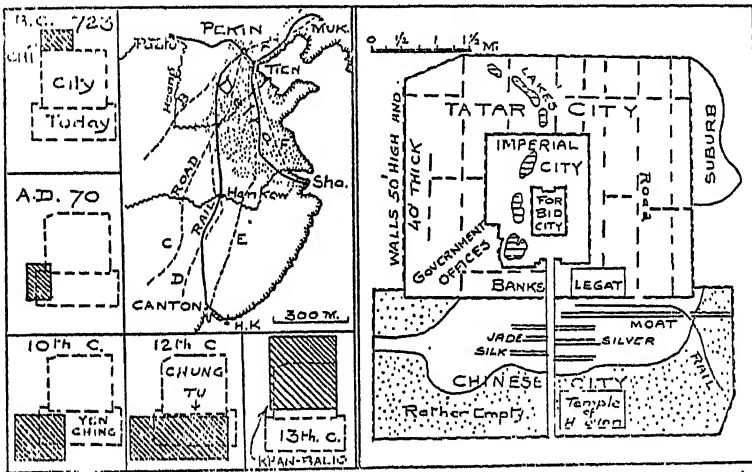 B.C. 723
City
Today
A.D. 70
10th C.
YEN
CHING
12th C
CHUNG
TU
13th. C.
KHAN-BALIG
PEKIN
MUK.
TIEN
Hoang
B
A
ROAD
RAIL
Han Kow
Sha.
C
D
E
F
CANTON
H.K
300 M.
0 1/2 1 1 1/2 Mi
LAKES
TATAR CITY
IMPERIAL
CITY
FOR
BID
CITY
WALLS 50' HIGH AND
40' THICK
Road
SUBURB
GOVERNMENT
OFFICES
BANKS
LEGAT
MOAT
JADE
SILVER
SILK
RAIL
CHINESE CITY
Rather Empty
Temple
of